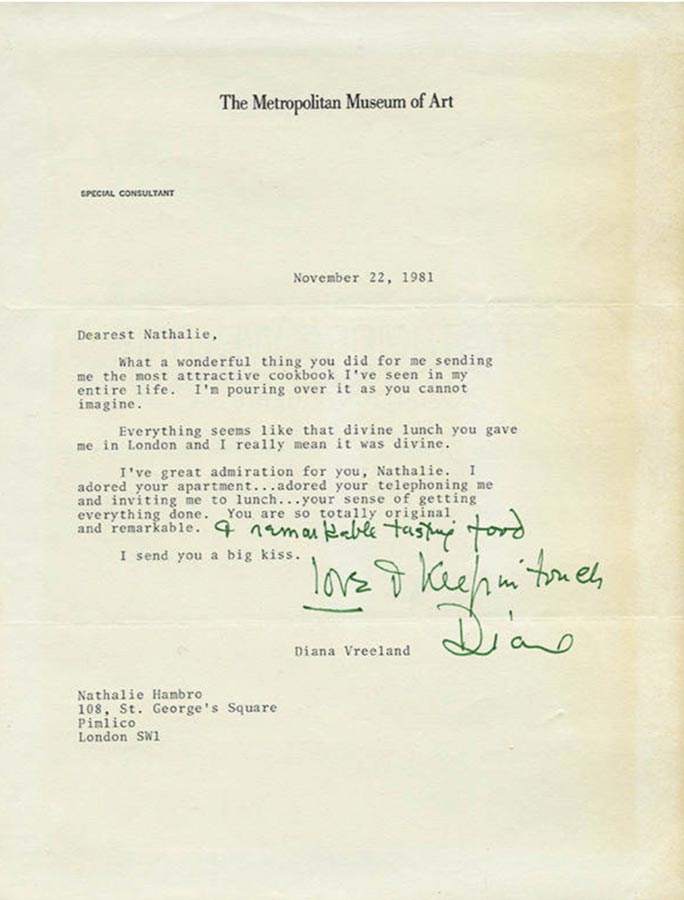 The Metropolitan Museum of Art
SPECIAL CONSULTANT
November 22, 1981
Dearest Nathalie,
What a wonderful thing you did for me sending
me the most attractive cookbook I've seen in my
entire life. I'm pouring over it as you cannot
imagine.
Everything seems like that divine lunch you gave
me in London and I really mean it was divine.
I've great admiration for you, Nathalie. I
adored your apartment...adored your telephoning me
and inviting me to lunch...your sense of getting
everything done. You are so totally original
and remarkable. & remarkable tasting food
I send you a big kiss.
love & Keep in touch
Diana
Diana Vreeland
Nathalie Hambro
108, St. George's Square
Pimlico
London SW1